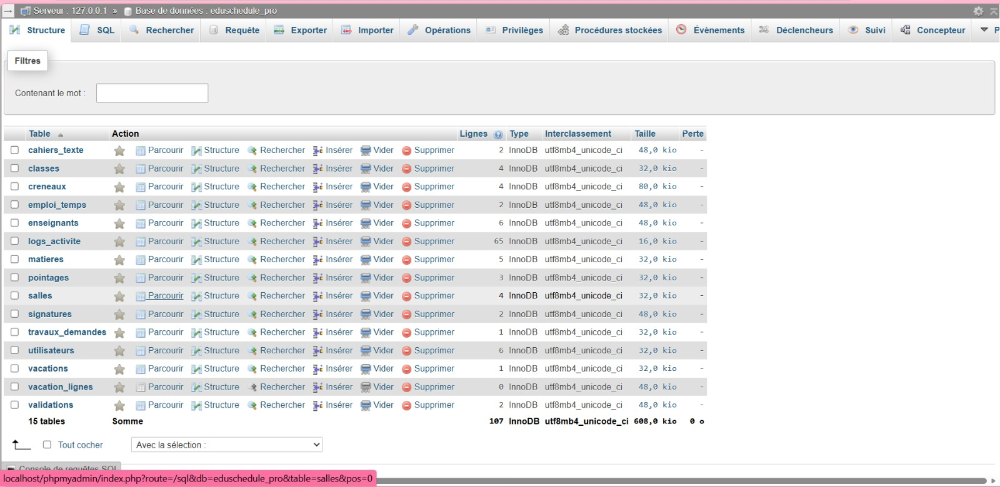 Serveur : 127.0.0.1 » Base de données : eduschedule_pro
Structure SQL Rechercher Requête Exporter Importer Opérations Privilèges Procédures stockées Évènements Déclencheurs Suivi Concepteur P
Filtres
Contenant le mot :
Table Action Lignes Type Interclassement Taille Perte
cahiers_texte Parcourir Structure Rechercher Insérer Vider Supprimer 2 InnoDB utf8mb4_unicode_ci 48,0 kio -
classes Parcourir Structure Rechercher Insérer Vider Supprimer 4 InnoDB utf8mb4_unicode_ci 32,0 kio -
creneaux Parcourir Structure Rechercher Insérer Vider Supprimer 4 InnoDB utf8mb4_unicode_ci 80,0 kio -
emploi_temps Parcourir Structure Rechercher Insérer Vider Supprimer 2 InnoDB utf8mb4_unicode_ci 48,0 kio -
enseignants Parcourir Structure Rechercher Insérer Vider Supprimer 6 InnoDB utf8mb4_unicode_ci 48,0 kio -
logs_activite Parcourir Structure Rechercher Insérer Vider Supprimer 65 InnoDB utf8mb4_unicode_ci 16,0 kio -
matieres Parcourir Structure Rechercher Insérer Vider Supprimer 5 InnoDB utf8mb4_unicode_ci 32,0 kio -
pointages Parcourir Structure Rechercher Insérer Vider Supprimer 3 InnoDB utf8mb4_unicode_ci 32,0 kio -
salles Parcourir Structure Rechercher Insérer Vider Supprimer 4 InnoDB utf8mb4_unicode_ci 32,0 kio -
signatures Parcourir Structure Rechercher Insérer Vider Supprimer 2 InnoDB utf8mb4_unicode_ci 48,0 kio -
travaux_demandes Parcourir Structure Rechercher Insérer Vider Supprimer 1 InnoDB utf8mb4_unicode_ci 32,0 kio -
utilisateurs Parcourir Structure Rechercher Insérer Vider Supprimer 6 InnoDB utf8mb4_unicode_ci 32,0 kio -
vacations Parcourir Structure Rechercher Insérer Vider Supprimer 1 InnoDB utf8mb4_unicode_ci 32,0 kio -
vacation_lignes Parcourir Structure Rechercher Insérer Vider Supprimer 0 InnoDB utf8mb4_unicode_ci 48,0 kio -
validations Parcourir Structure Rechercher Insérer Vider Supprimer 2 InnoDB utf8mb4_unicode_ci 48,0 kio -
15 tables Somme 107 InnoDB utf8mb4_unicode_ci 608,0 kio 0 o
Tout cocher Avec la sélection :
Console de requêtes SQL
localhost/phpmyadmin/index.php?route=/sql&db=eduschedule_pro&table=salles&pos=0